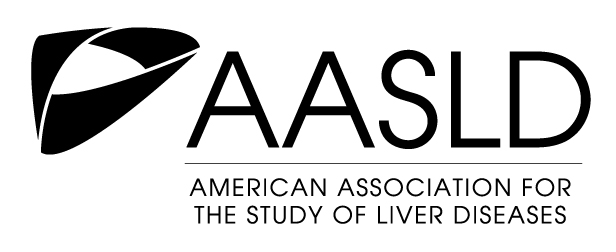 AASLD
AMERICAN ASSOCIATION FOR
THE STUDY OF LIVER DISEASES